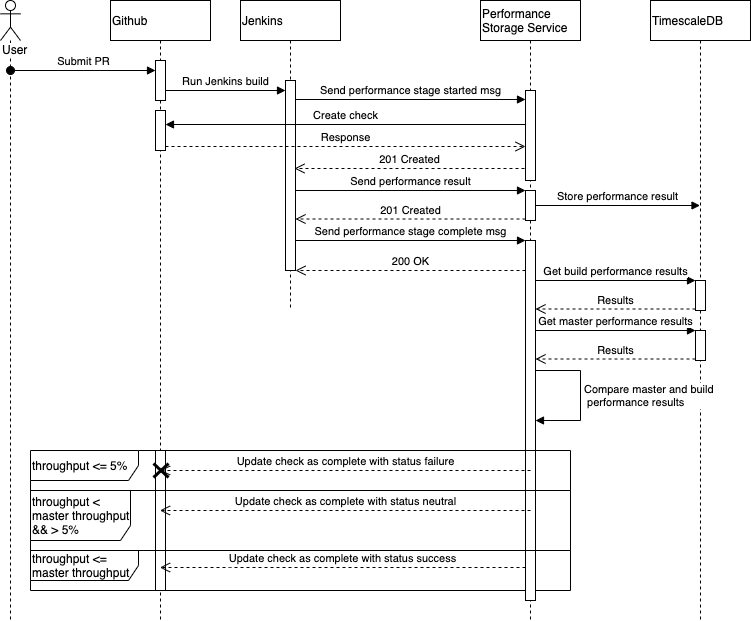 User
Github
Jenkins
Performance
Storage Service
TimescaleDB
Submit PR
Run Jenkins build
Send performance stage started msg
Create check
Response
201 Created
Send performance result
Store performance result
201 Created
Send performance stage complete msg
200 OK
Get build performance results
Results
Get master performance results
Results
Compare master and build
performance results
throughput <= 5%
Update check as complete with status failure
throughput <
master throughput
&& > 5%
Update check as complete with status neutral
throughput <=
master throughput
Update check as complete with status success